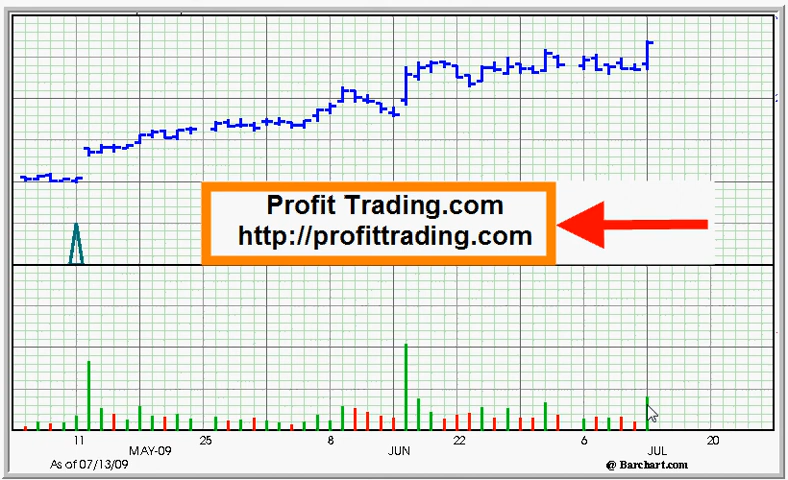 Profit Trading.com
http://profittrading.com
11 25 8 22 6 20
MAY-09 JUN JUL
As of 07/13/09 @ Barchart.com